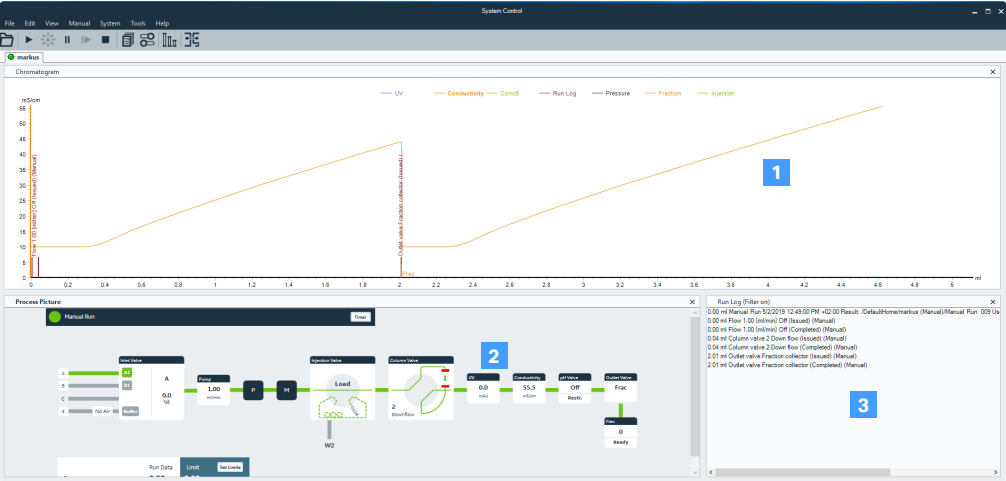 System Control
File Edit View Manual System Tools Help
markus
Chromatogram
UV Conductivity ConcB Run Log Pressure Fraction Injection
mS/cm
55
50
45
40
35
30
25
20
15
10
5
0
Flow 1.00 [ml/min] Off (Issued) (Manual)
Outlet valve Fraction collector (Issued) (
Frac
0 0.2 0.4 0.6 0.8 1 1.2 1.4 1.6 1.8 2 2.2 2.4 2.6 2.8 3 3.2 3.4 3.6 3.8 4 4.2 4.4 4.6 4.8 5 ml
1
Process Picture
Manual Run
Timer
2
Inlet Valve
A A1
B B1
C
S No Air Buffer
A
0.0
%B
Pump
1.00
ml/min
P
M
Injection Valve
Load
W2
Column Valve
2
Downflow
UV
0.0
mAU
Conductivity
55.5
mS/cm
pH Valve
Off
Restr.
Outlet Valve
Frac
Frac
0
Ready
Run Data
Limit
Set Limits
Run Log (Filter on)
0.00 ml Manual Run 5/2/2019 12:49:00 PM +02:00 Result: /DefaultHome/markus (Manual)/Manual Run 009 Us
0.00 ml Flow 1.00 [ml/min] Off (Issued) (Manual)
0.00 ml Flow 1.00 [ml/min] Off (Completed) (Manual)
0.04 ml Column valve 2 Down flow (Issued) (Manual)
0.04 ml Column valve 2 Down flow (Completed) (Manual)
2.01 ml Outlet valve Fraction collector (Issued) (Manual)
2.01 ml Outlet valve Fraction collector (Completed) (Manual)
3